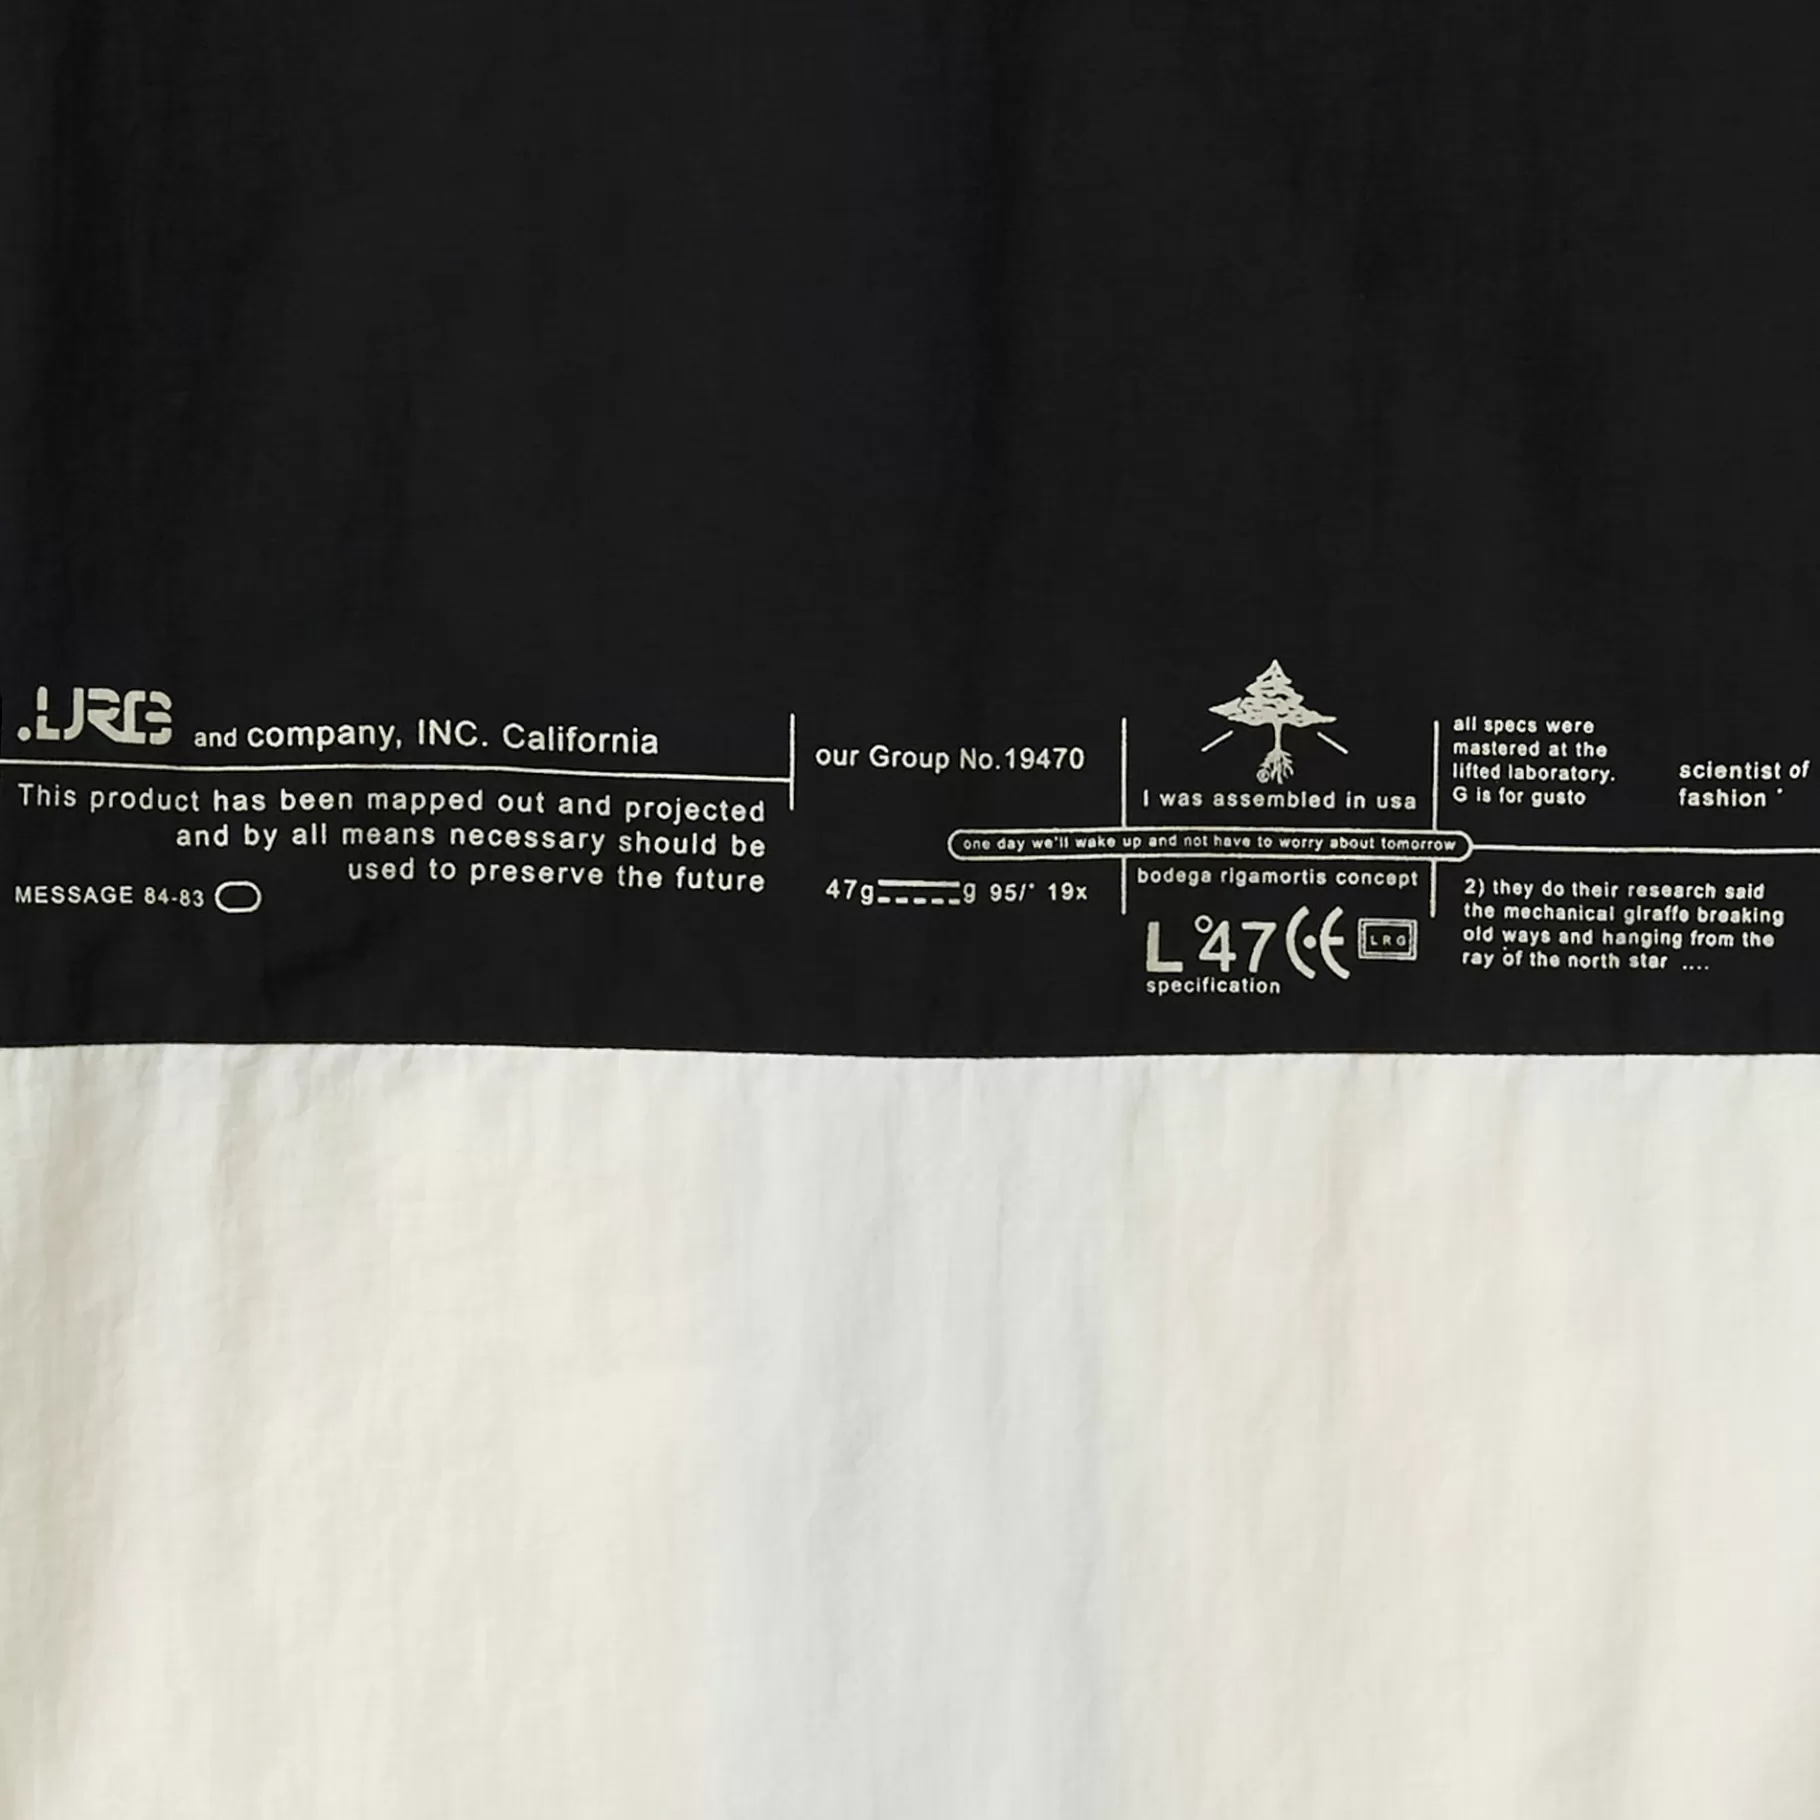 .LRG and company, INC. California
This product has been mapped out and projected
and by all means necessary should be
used to preserve the future
MESSAGE 84-83
our Group No.19470
47g g 95/' 19x
®
I was assembled in usa
one day we'll wake up and not have to worry about tomorrow
bodega rigamortis concept
L°47 CE LRG
specification
all specs were
mastered at the
lifted laboratory.
G is for gusto
scientist of
fashion
2) they do their research said
the mechanical giraffe breaking
old ways and hanging from the
ray of the north star ....